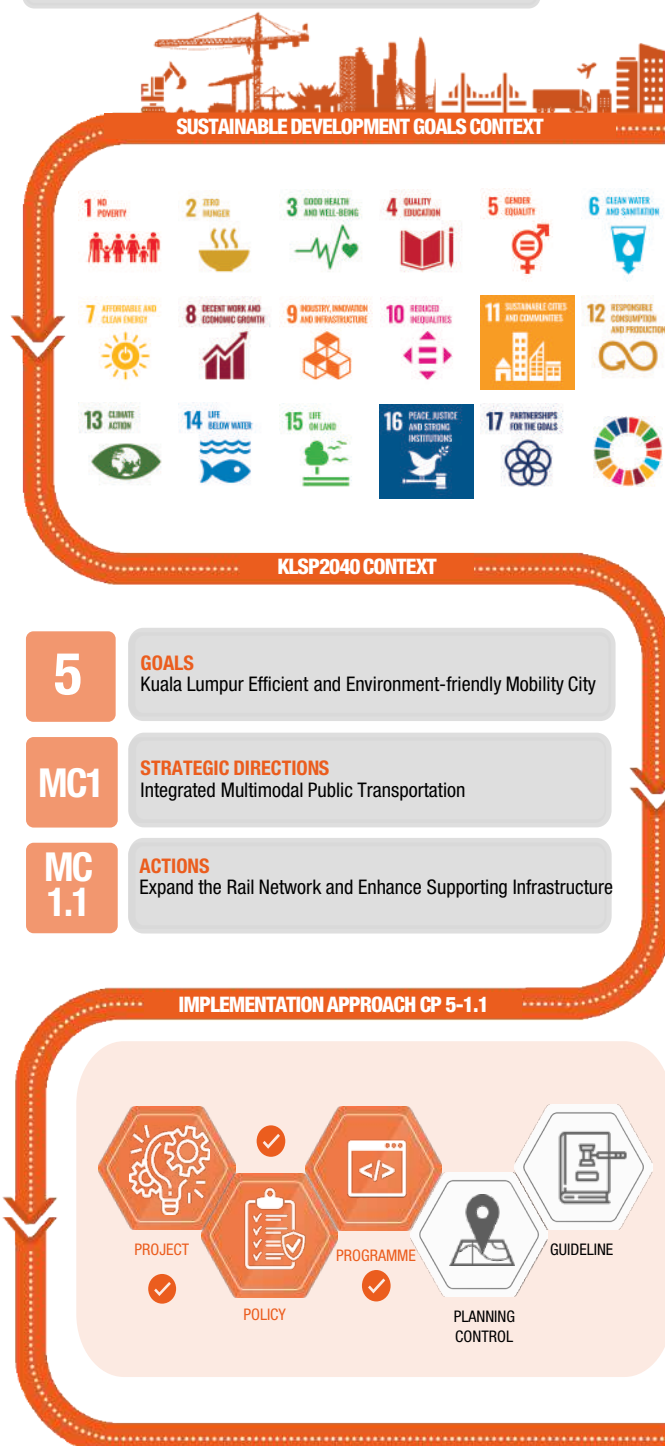 SUSTAINABLE DEVELOPMENT GOALS CONTEXT
1 NO
POVERTY
2 ZERO
HUNGER
3 GOOD HEALTH
AND WELL-BEING
4 QUALITY
EDUCATION
5 GENDER
EQUALITY
6 CLEAN WATER
AND SANITATION
7 AFFORDABLE AND
CLEAN ENERGY
8 DECENT WORK AND
ECONOMIC GROWTH
9 INDUSTRY, INNOVATION
AND INFRASTRUCTURE
10 REDUCED
INEQUALITIES
11 SUSTAINABLE CITIES
AND COMMUNITIES
12 RESPONSIBLE
CONSUMPTION
AND PRODUCTION
13 CLIMATE
ACTION
14 LIFE
BELOW WATER
15 LIFE
ON LAND
16 PEACE, JUSTICE
AND STRONG
INSTITUTIONS
17 PARTNERSHIPS
FOR THE GOALS
KLSP2040 CONTEXT
5
GOALS
Kuala Lumpur Efficient and Environment-friendly Mobility City
MC1
STRATEGIC DIRECTIONS
Integrated Multimodal Public Transportation
MC
1.1
ACTIONS
Expand the Rail Network and Enhance Supporting Infrastructure
IMPLEMENTATION APPROACH CP 5-1.1
</>
PROJECT
POLICY
PROGRAMME
PLANNING
CONTROL
GUIDELINE